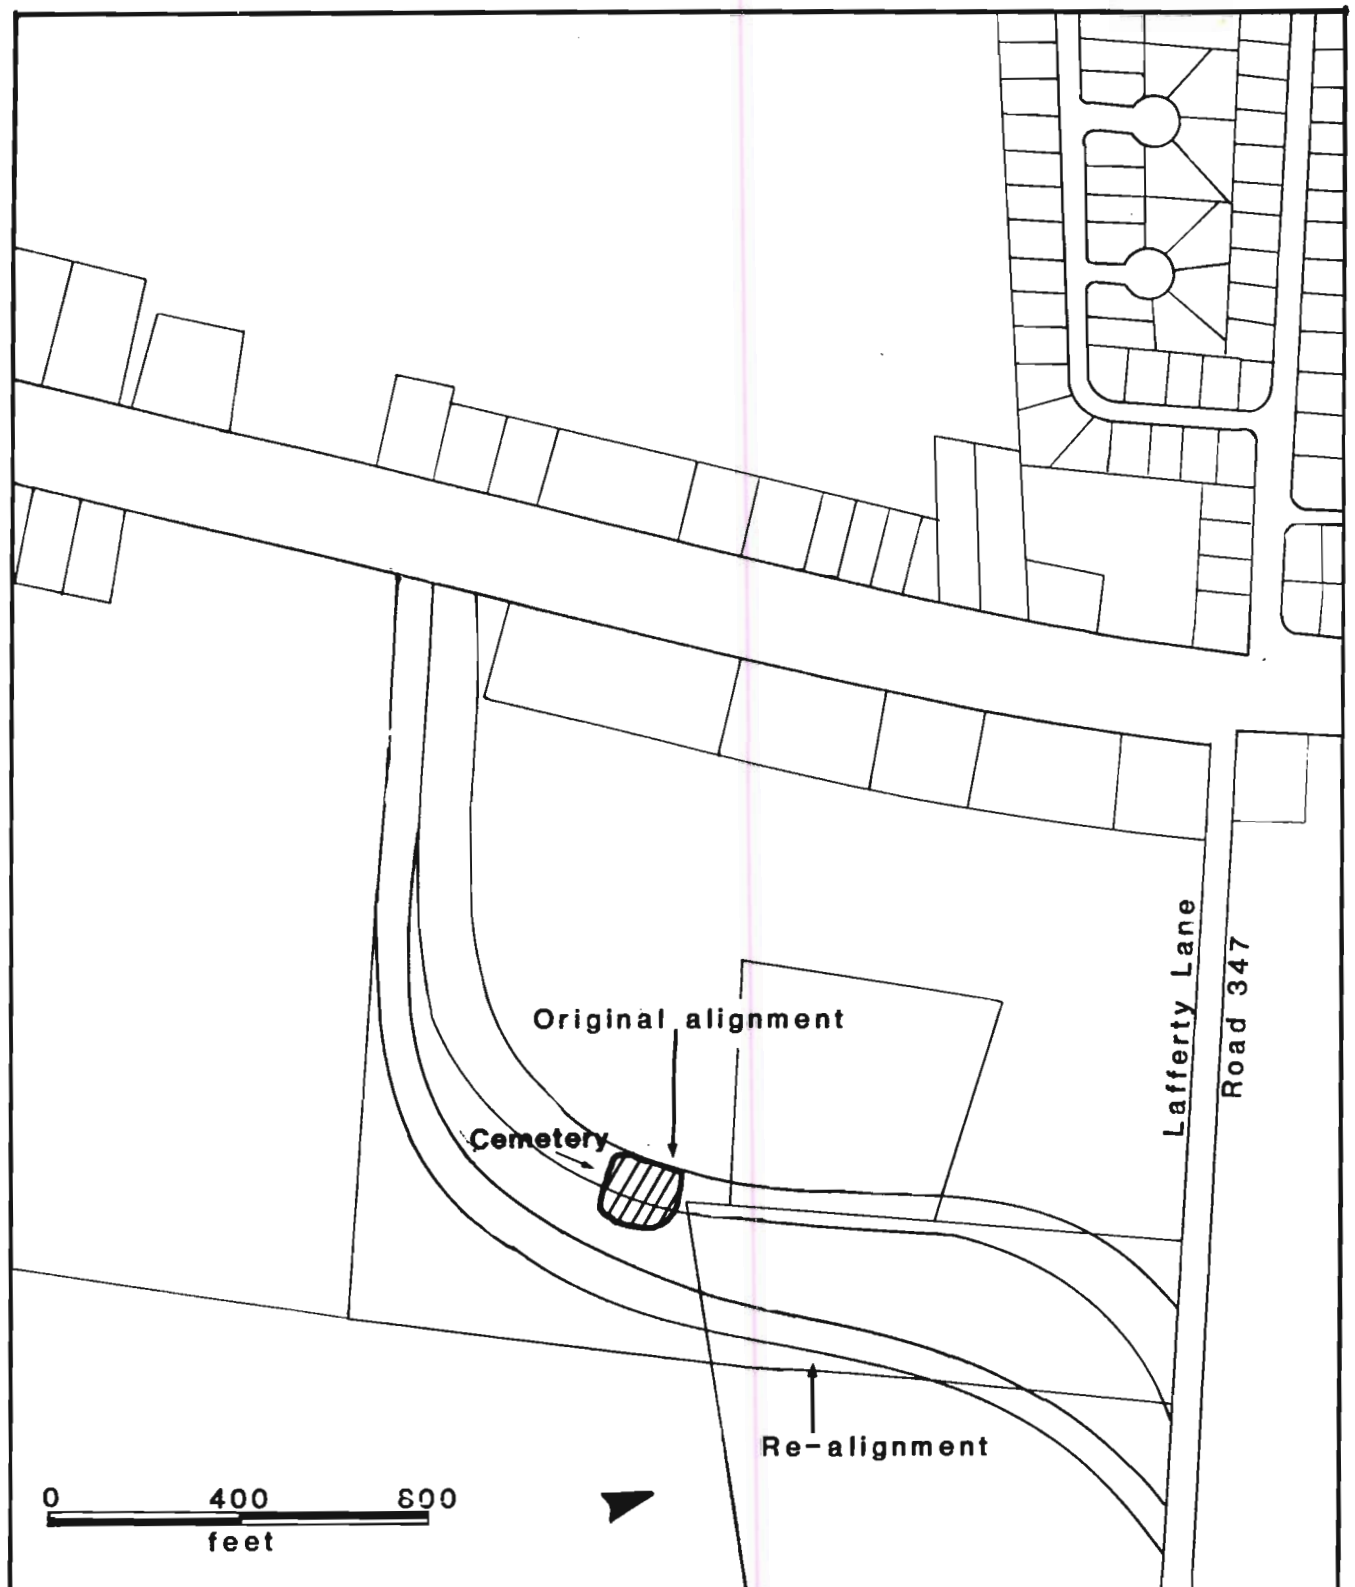 Lafferty Lane
Road 347
Original alignment
Cemetery
Re-alignment
0 400 800
feet